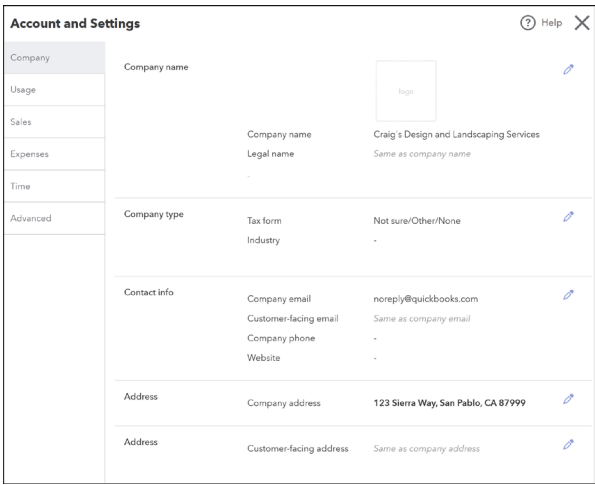 Account and Settings
Help
Company
Usage
Sales
Expenses
Time
Advanced
Company name
logo
Company name Craig's Design and Landscaping Services
Legal name Same as company name
.
Company type
Tax form Not sure/Other/None
Industry -
Contact info
Company email noreply@quickbooks.com
Customer-facing email Same as company email
Company phone -
Website -
Address
Company address 123 Sierra Way, San Pablo, CA 87999
Address
Customer-facing address Same as company address